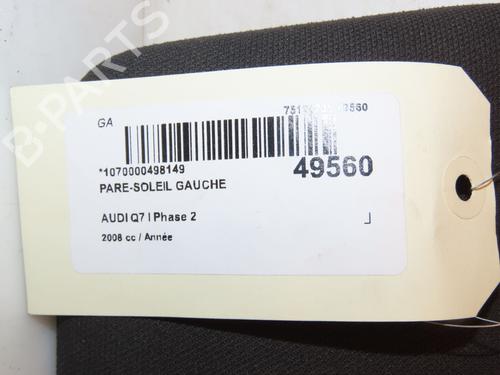 GA
*1070000498149
49560
PARE-SOLEIL GAUCHE
AUDI Q7 I Phase 2
2008 cc / Année
B-PARTS